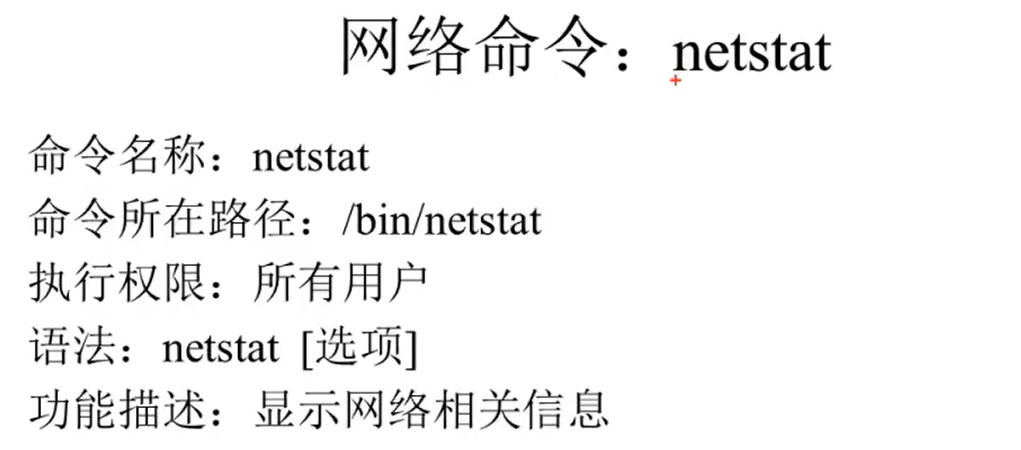 网络命令：netstat
命令名称：netstat
命令所在路径：/bin/netstat
执行权限：所有用户
语法：netstat [选项]
功能描述：显示网络相关信息